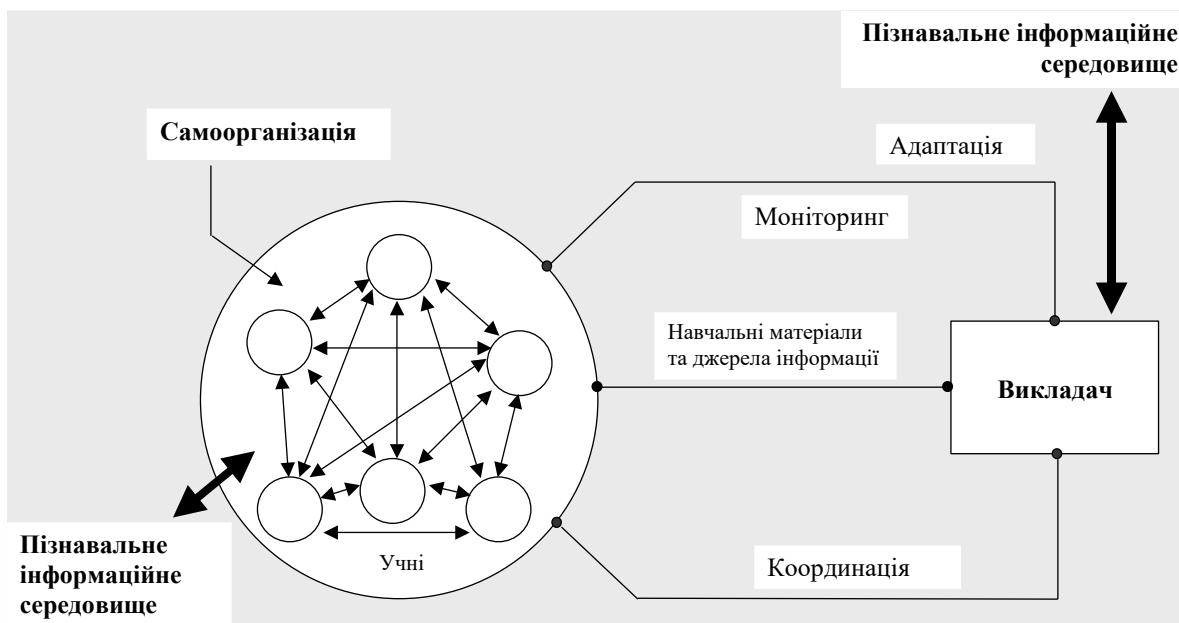 Пізнавальне інформаційне
середовище
Самоорганізація
Адаптація
Моніторинг
Навчальні матеріали
та джерела інформації
Викладач
Учні
Координація
Пізнавальне
інформаційне
середовище